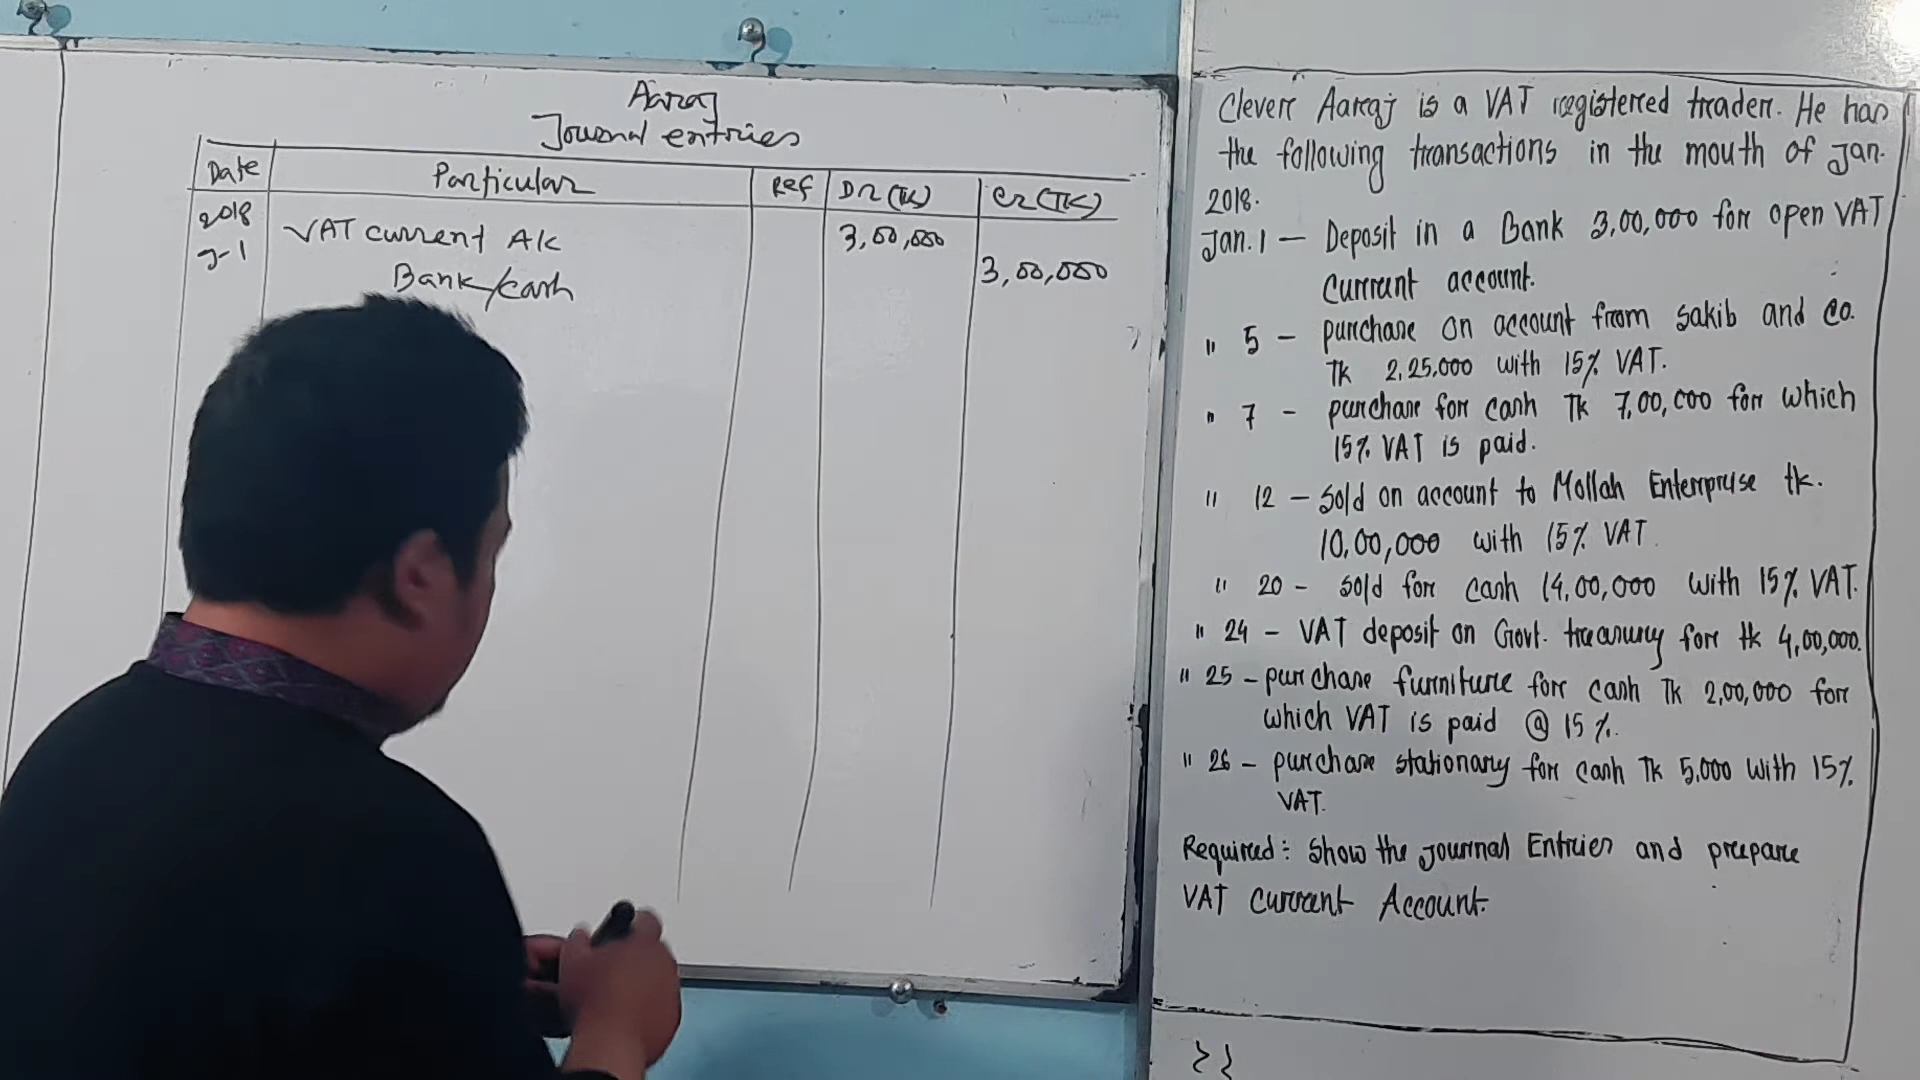 Aaraj
Journal entries
Date Particular Ref Dr (TK) Cr (TK)
2018
J-1 VAT current A/c 3,00,000
Bank/cash 3,00,000
Clever Aaraj is a VAT registered trader. He has
the following transactions in the mouth of Jan.
2018.
Jan. 1 - Deposit in a Bank 3,00,000 for open VAT
Currant account.
" 5 - purchase on account from sakib and co.
Tk 2,25,000 with 15% VAT.
" 7 - purchase for cash Tk 7,00,000 for which
15% VAT is paid.
" 12 - Sold on account to Mollah Enterpruse tk.
10,00,000 with 15% VAT.
" 20 - sold for cash 14,00,000 with 15% VAT.
" 24 - VAT deposit on Govt. treasury for tk 4,00,000.
" 25 - purchase furniture for cash Tk 2,00,000 for
which VAT is paid @ 15%.
" 26 - purchase stationary for cash Tk 5,000 with 15%
VAT.
Required: Show the Journal Entries and prepare
VAT Currant Account.